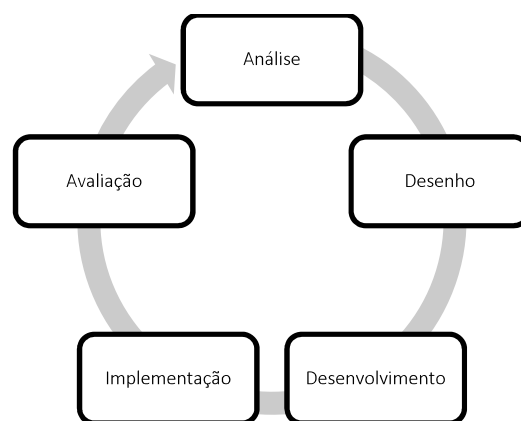 Análise
Desenho
Desenvolvimento
Implementação
Avaliação